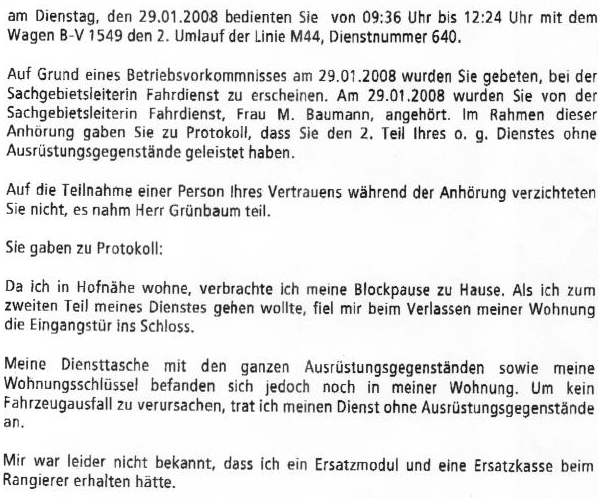 am Dienstag, den 29.01.2008 bedienten Sie von 09:36 Uhr bis 12:24 Uhr mit dem
Wagen B-V 1549 den 2. Umlauf der Linie M44, Dienstnummer 640.
Auf Grund eines Betriebsvorkommnisses am 29.01.2008 wurden Sie gebeten, bei der
Sachgebietsleiterin Fahrdienst zu erscheinen. Am 29.01.2008 wurden Sie von der
Sachgebietsleiterin Fahrdienst, Frau M. Baumann, angehört. Im Rahmen dieser
Anhörung gaben Sie zu Protokoll, dass Sie den 2. Teil Ihres o. g. Dienstes ohne
Ausrüstungsgegenstände geleistet haben.
Auf die Teilnahme einer Person Ihres Vertrauens während der Anhörung verzichteten
Sie nicht, es nahm Herr Grünbaum teil.
Sie gaben zu Protokoll:
Da ich in Hofnähe wohne, verbrachte ich meine Blockpause zu Hause. Als ich zum
zweiten Teil meines Dienstes gehen wollte, fiel mir beim Verlassen meiner Wohnung
die Eingangstür ins Schloss.
Meine Diensttasche mit den ganzen Ausrüstungsgegenständen sowie meine
Wohnungsschlüssel befanden sich jedoch noch in meiner Wohnung. Um kein
Fahrzeugausfall zu verursachen, trat ich meinen Dienst ohne Ausrüstungsgegenstände
an.
Mir war leider nicht bekannt, dass ich ein Ersatzmodul und eine Ersatzkasse beim
Rangierer erhalten hätte.